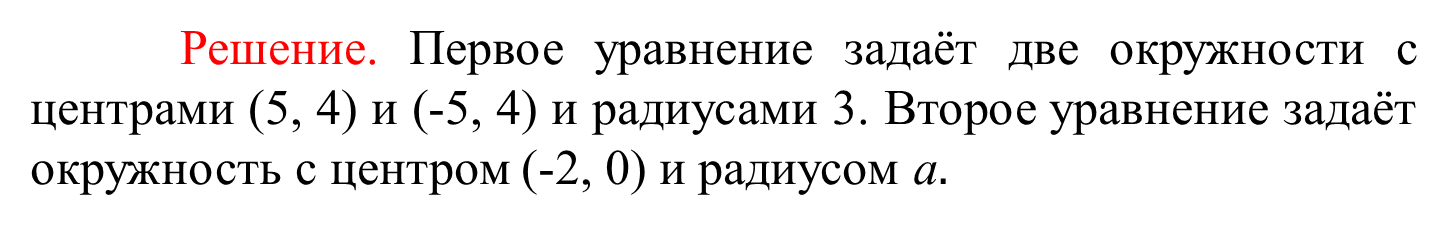 Решение. Первое уравнение задаёт две окружности с
центрами (5, 4) и (-5, 4) и радиусами 3. Второе уравнение задаёт
окружность с центром (-2, 0) и радиусом a.